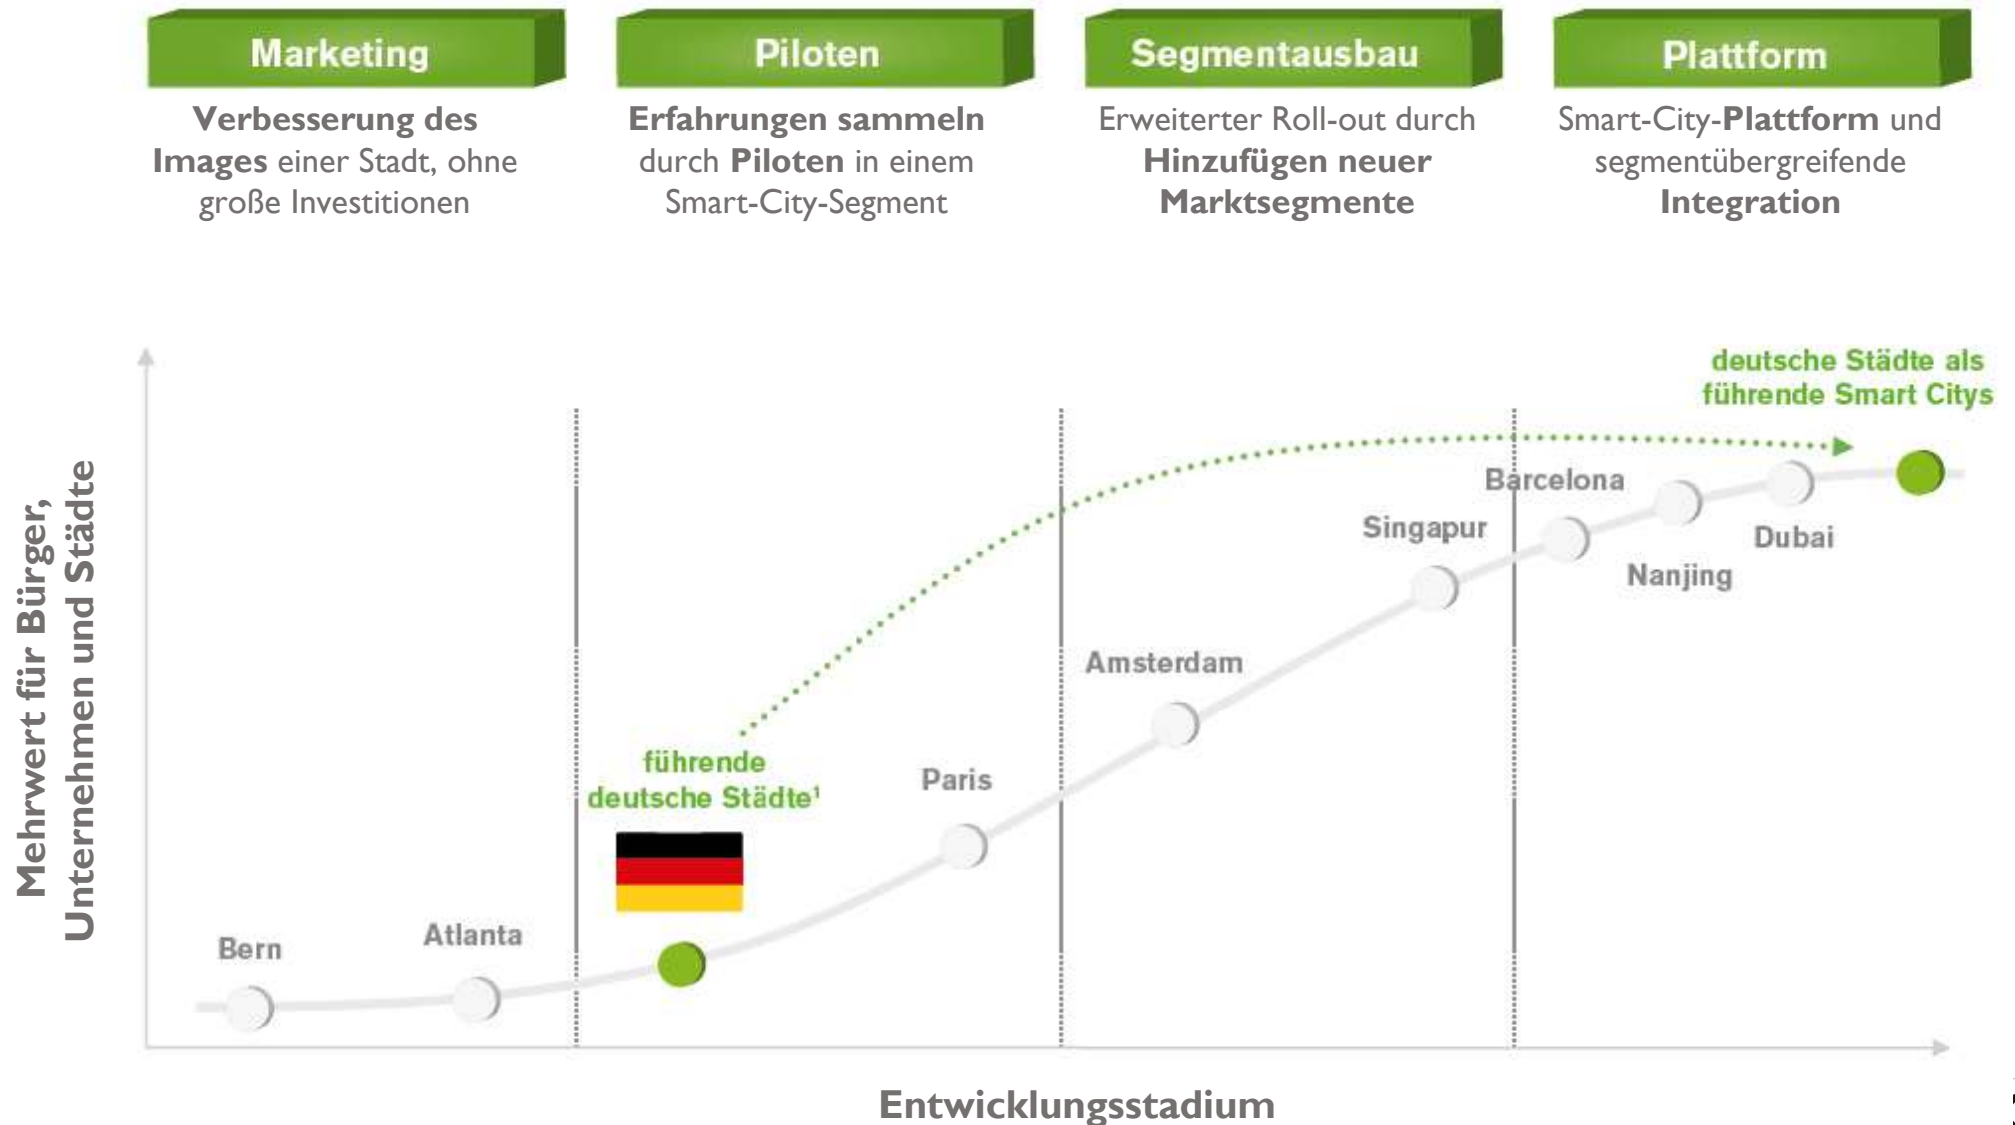 Marketing
Verbesserung des
Images einer Stadt, ohne
große Investitionen
Piloten
Erfahrungen sammeln
durch Piloten in einem
Smart-City-Segment
Segmentausbau
Erweiterter Roll-out durch
Hinzufügen neuer
Marktsegmente
Plattform
Smart-City-Plattform und
segmentübergreifende
Integration
Mehrwert für Bürger,
Unternehmen und Städte
deutsche Städte als
führende Smart Citys
Barcelona
Singapur
Dubai
Nanjing
Amsterdam
führende
deutsche Städte¹
Paris
Atlanta
Bern
Entwicklungsstadium